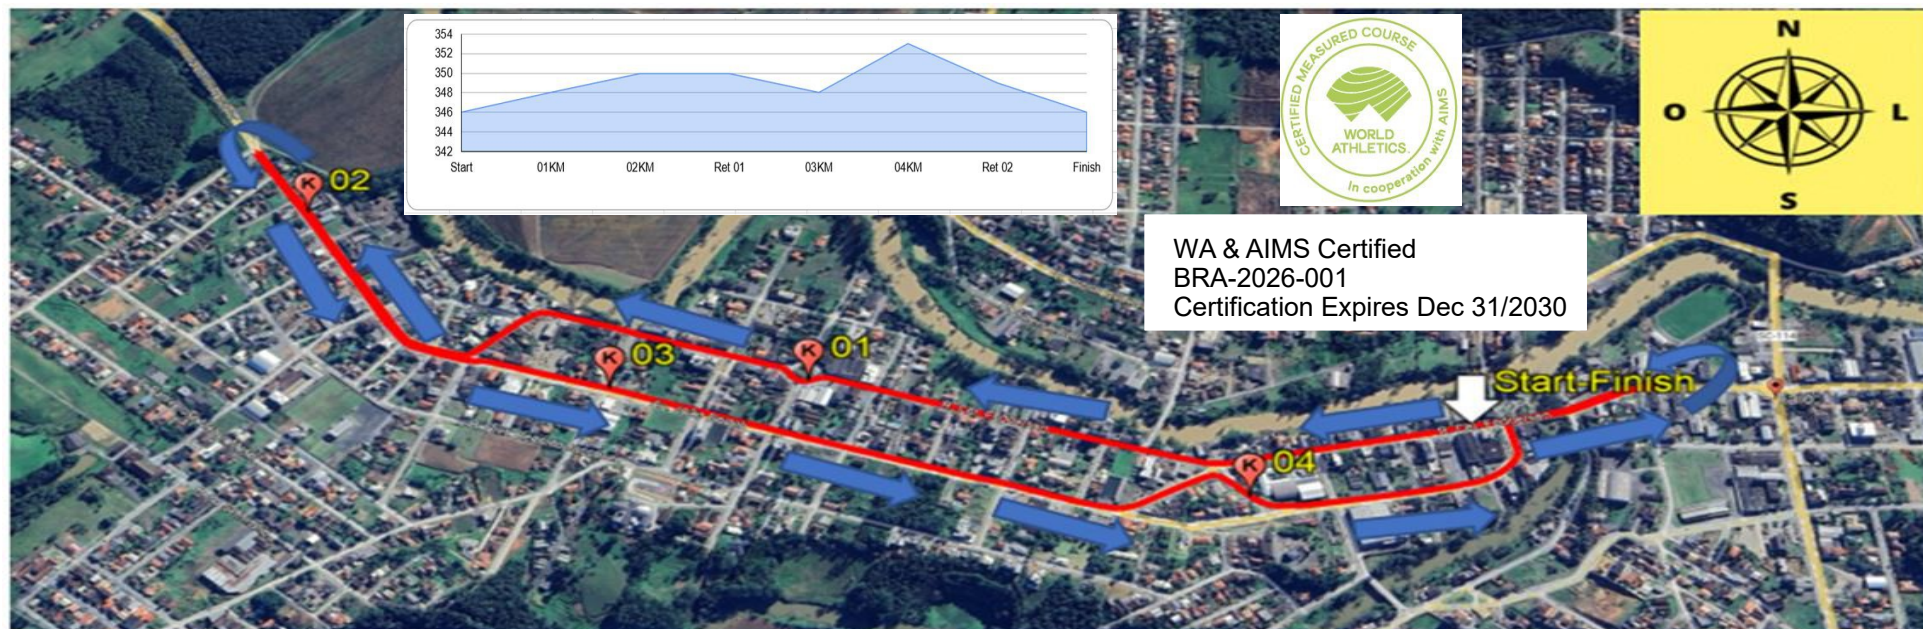 354
352
350
348
346
344
342
Start 01KM 02KM Ret 01 03KM 04KM Ret 02 Finish
CERTIFIED MEASURED COURSE
WORLD
ATHLETICS.
In cooperation with AIMS
N
O L
S
WA & AIMS Certified
BRA-2026-001
Certification Expires Dec 31/2030
K 02
K 03
K 01
Start-Finish
K 04